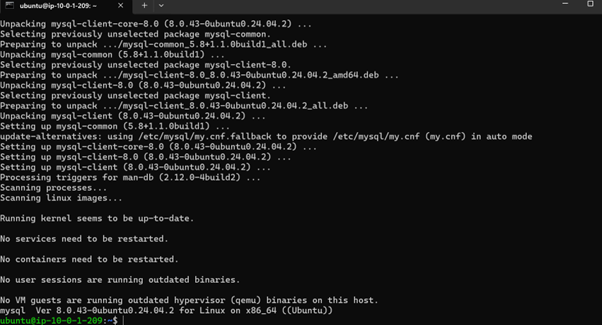 ubuntu@ip-10-0-1-209: ~
Unpacking mysql-client-core-8.0 (8.0.43-0ubuntu0.24.04.2) ...
Selecting previously unselected package mysql-common.
Preparing to unpack .../mysql-common_5.8+1.1.0build1_all.deb ...
Unpacking mysql-common (5.8+1.1.0build1) ...
Selecting previously unselected package mysql-client-8.0.
Preparing to unpack .../mysql-client-8.0_8.0.43-0ubuntu0.24.04.2_amd64.deb ...
Unpacking mysql-client-8.0 (8.0.43-0ubuntu0.24.04.2) ...
Selecting previously unselected package mysql-client.
Preparing to unpack .../mysql-client_8.0.43-0ubuntu0.24.04.2_all.deb ...
Unpacking mysql-client (8.0.43-0ubuntu0.24.04.2) ...
Setting up mysql-common (5.8+1.1.0build1) ...
update-alternatives: using /etc/mysql/my.cnf.fallback to provide /etc/mysql/my.cnf (my.cnf) in auto mode
Setting up mysql-client-core-8.0 (8.0.43-0ubuntu0.24.04.2) ...
Setting up mysql-client-8.0 (8.0.43-0ubuntu0.24.04.2) ...
Setting up mysql-client (8.0.43-0ubuntu0.24.04.2) ...
Processing triggers for man-db (2.12.0-4build2) ...
Scanning processes...
Scanning linux images...
Running kernel seems to be up-to-date.
No services need to be restarted.
No containers need to be restarted.
No user sessions are running outdated binaries.
No VM guests are running outdated hypervisor (qemu) binaries on this host.
mysql  Ver 8.0.43-0ubuntu0.24.04.2 for Linux on x86_64 ((Ubuntu))
ubuntu@ip-10-0-1-209:~$